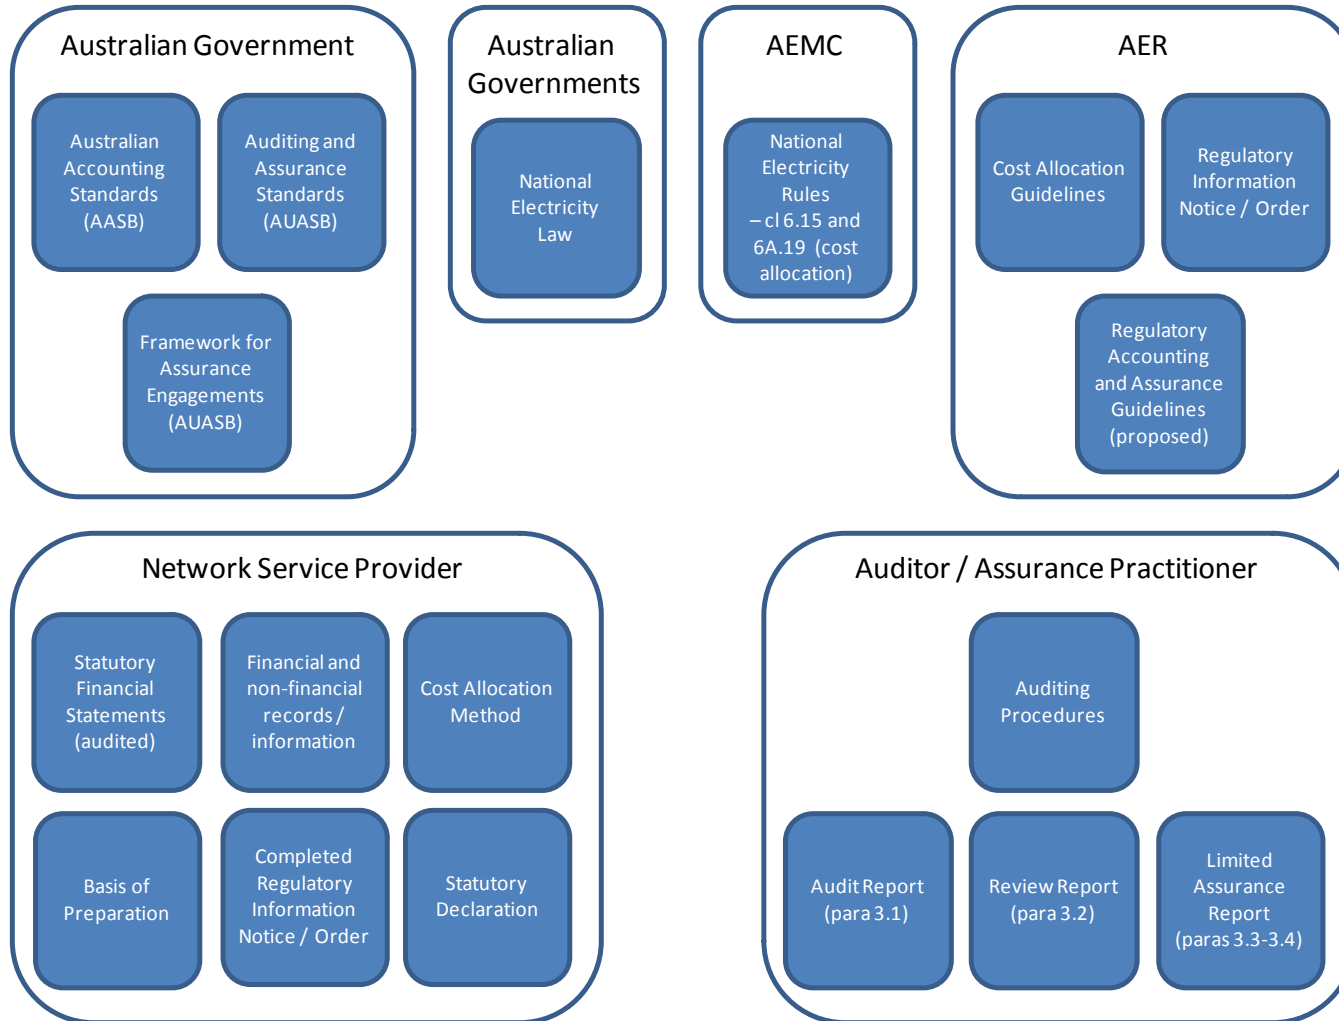 Australian Government
Australian
Accounting
Standards
(AASB)
Auditing and
Assurance
Standards
(AUASB)
Framework for
Assurance
Engagements
(AUASB)
Australian
Governments
National
Electricity
Law
AEMC
National
Electricity
Rules
– cl 6.15 and
6A.19 (cost
allocation)
AER
Cost Allocation
Guidelines
Regulatory
Information
Notice / Order
Regulatory
Accounting
and Assurance
Guidelines
(proposed)
Network Service Provider
Statutory
Financial
Statements
(audited)
Financial and
non-financial
records /
information
Cost Allocation
Method
Basis of
Preparation
Completed
Regulatory
Information
Notice / Order
Statutory
Declaration
Auditor / Assurance Practitioner
Auditing
Procedures
Audit Report
(para 3.1)
Review Report
(para 3.2)
Limited
Assurance
Report
(paras 3.3-3.4)